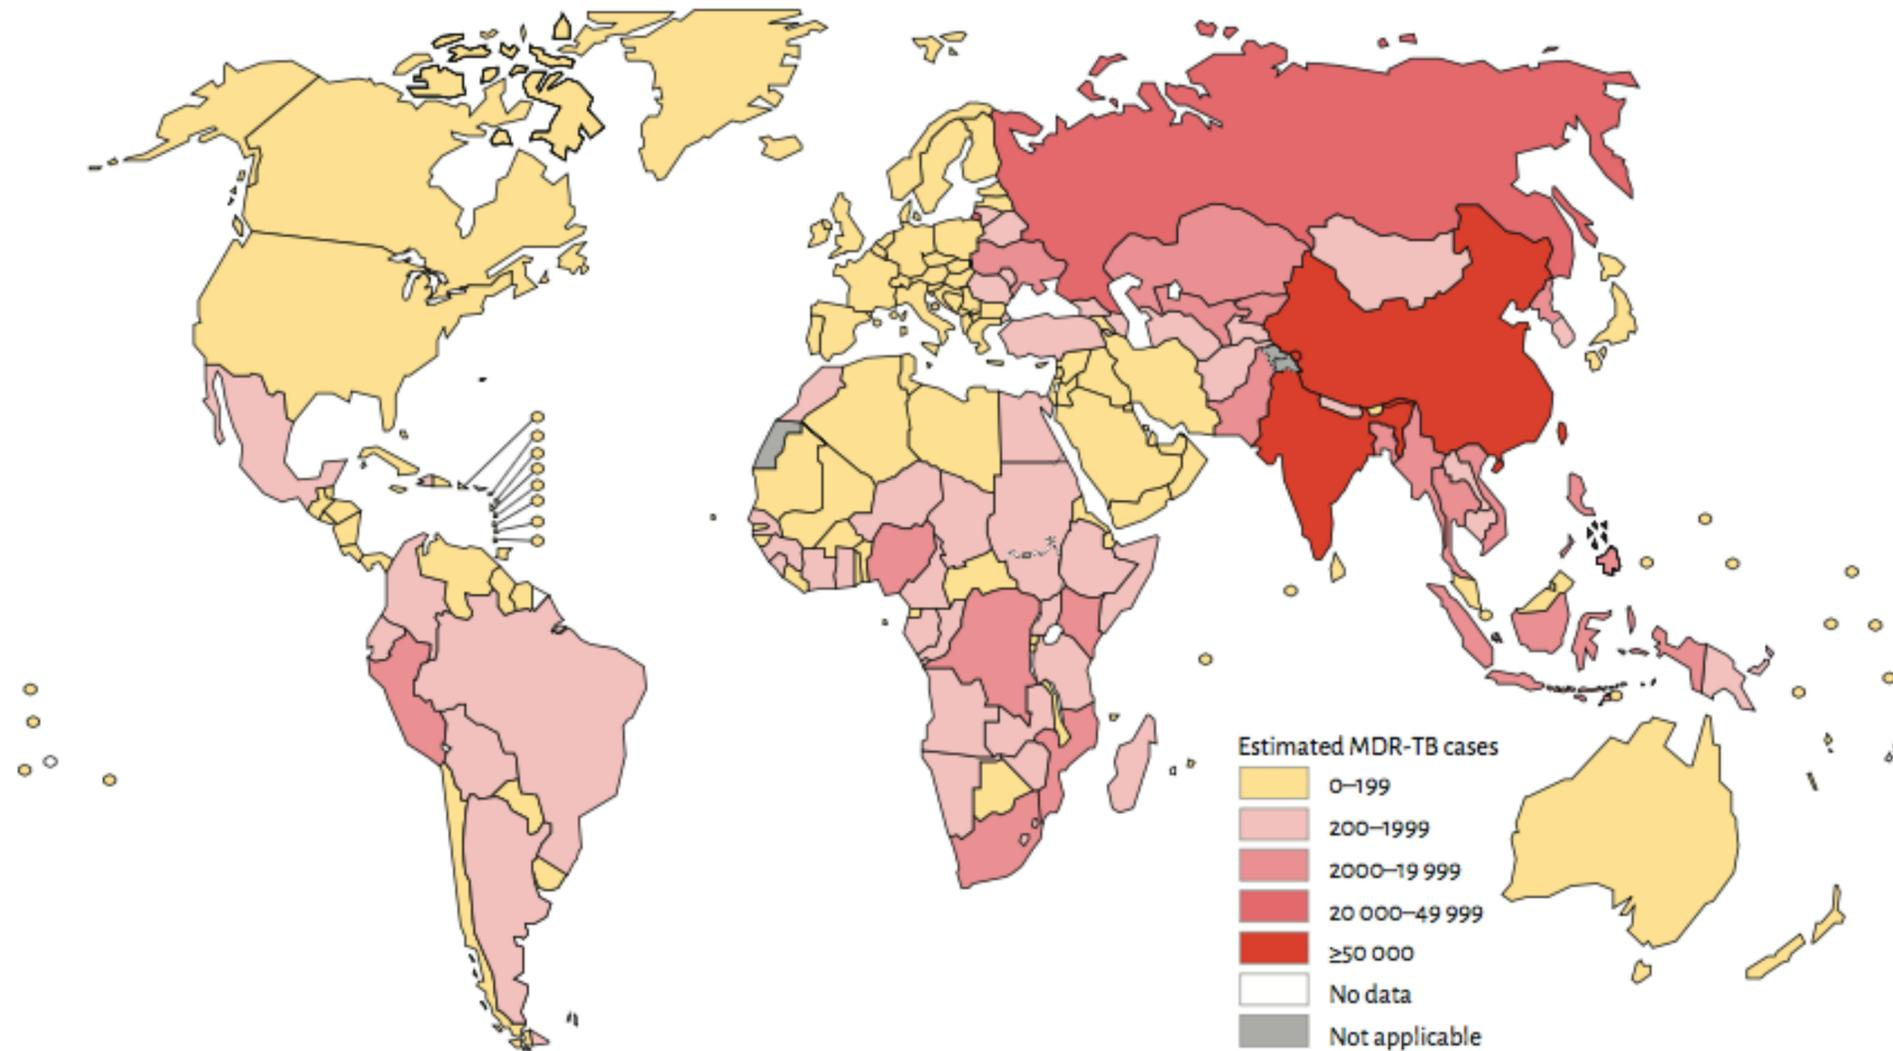 Estimated MDR-TB cases
0–199
200–1999
2000–19 999
20 000–49 999
≥50 000
No data
Not applicable